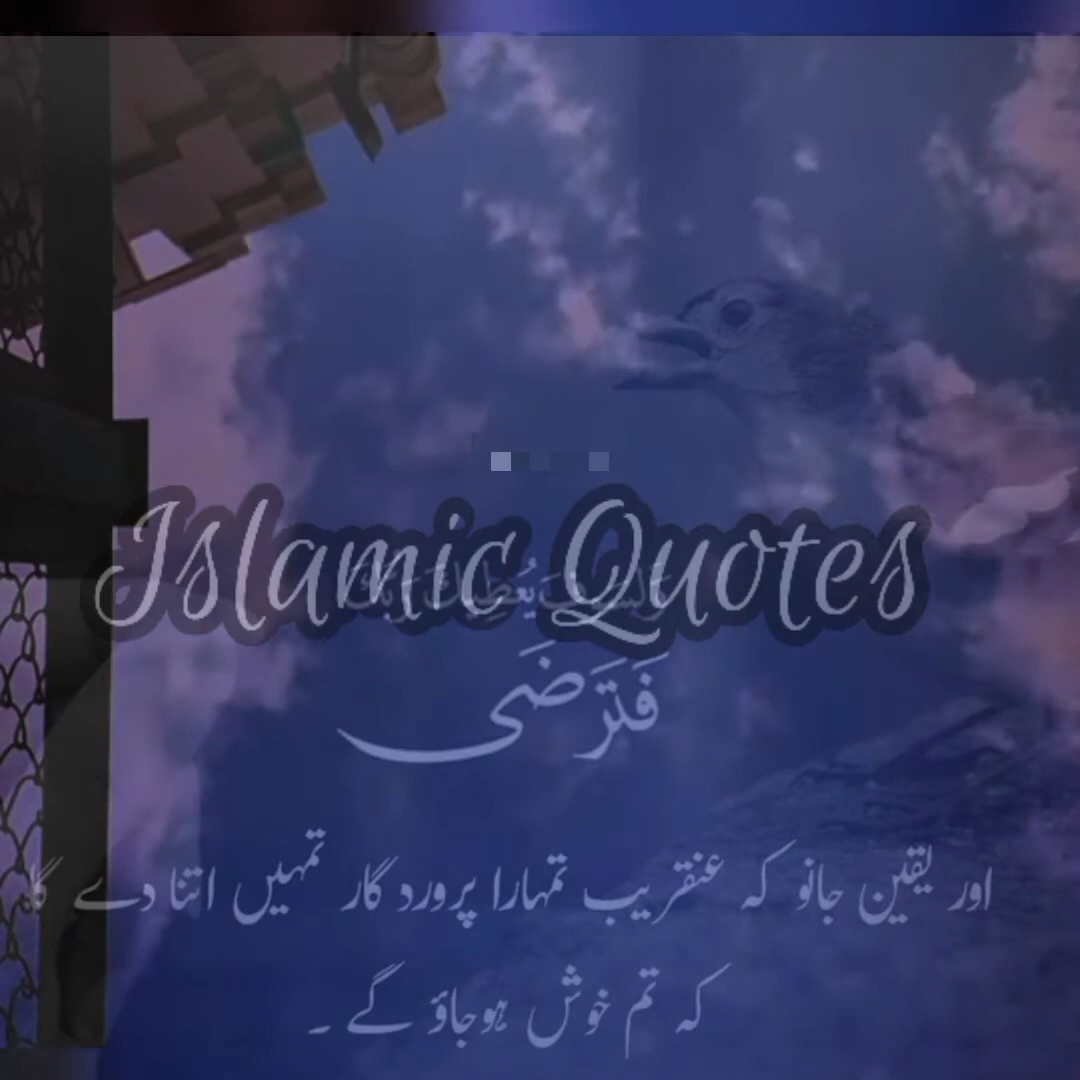 Islamic Quotes
يُعْطِيكَ رَبُّكَ
فَتَرْضَى
اور یقین جانو کہ عنقریب تمہارا پروردگار تمہیں اتنا دے گا
کہ تم خوش ہو جاؤ گے ۔